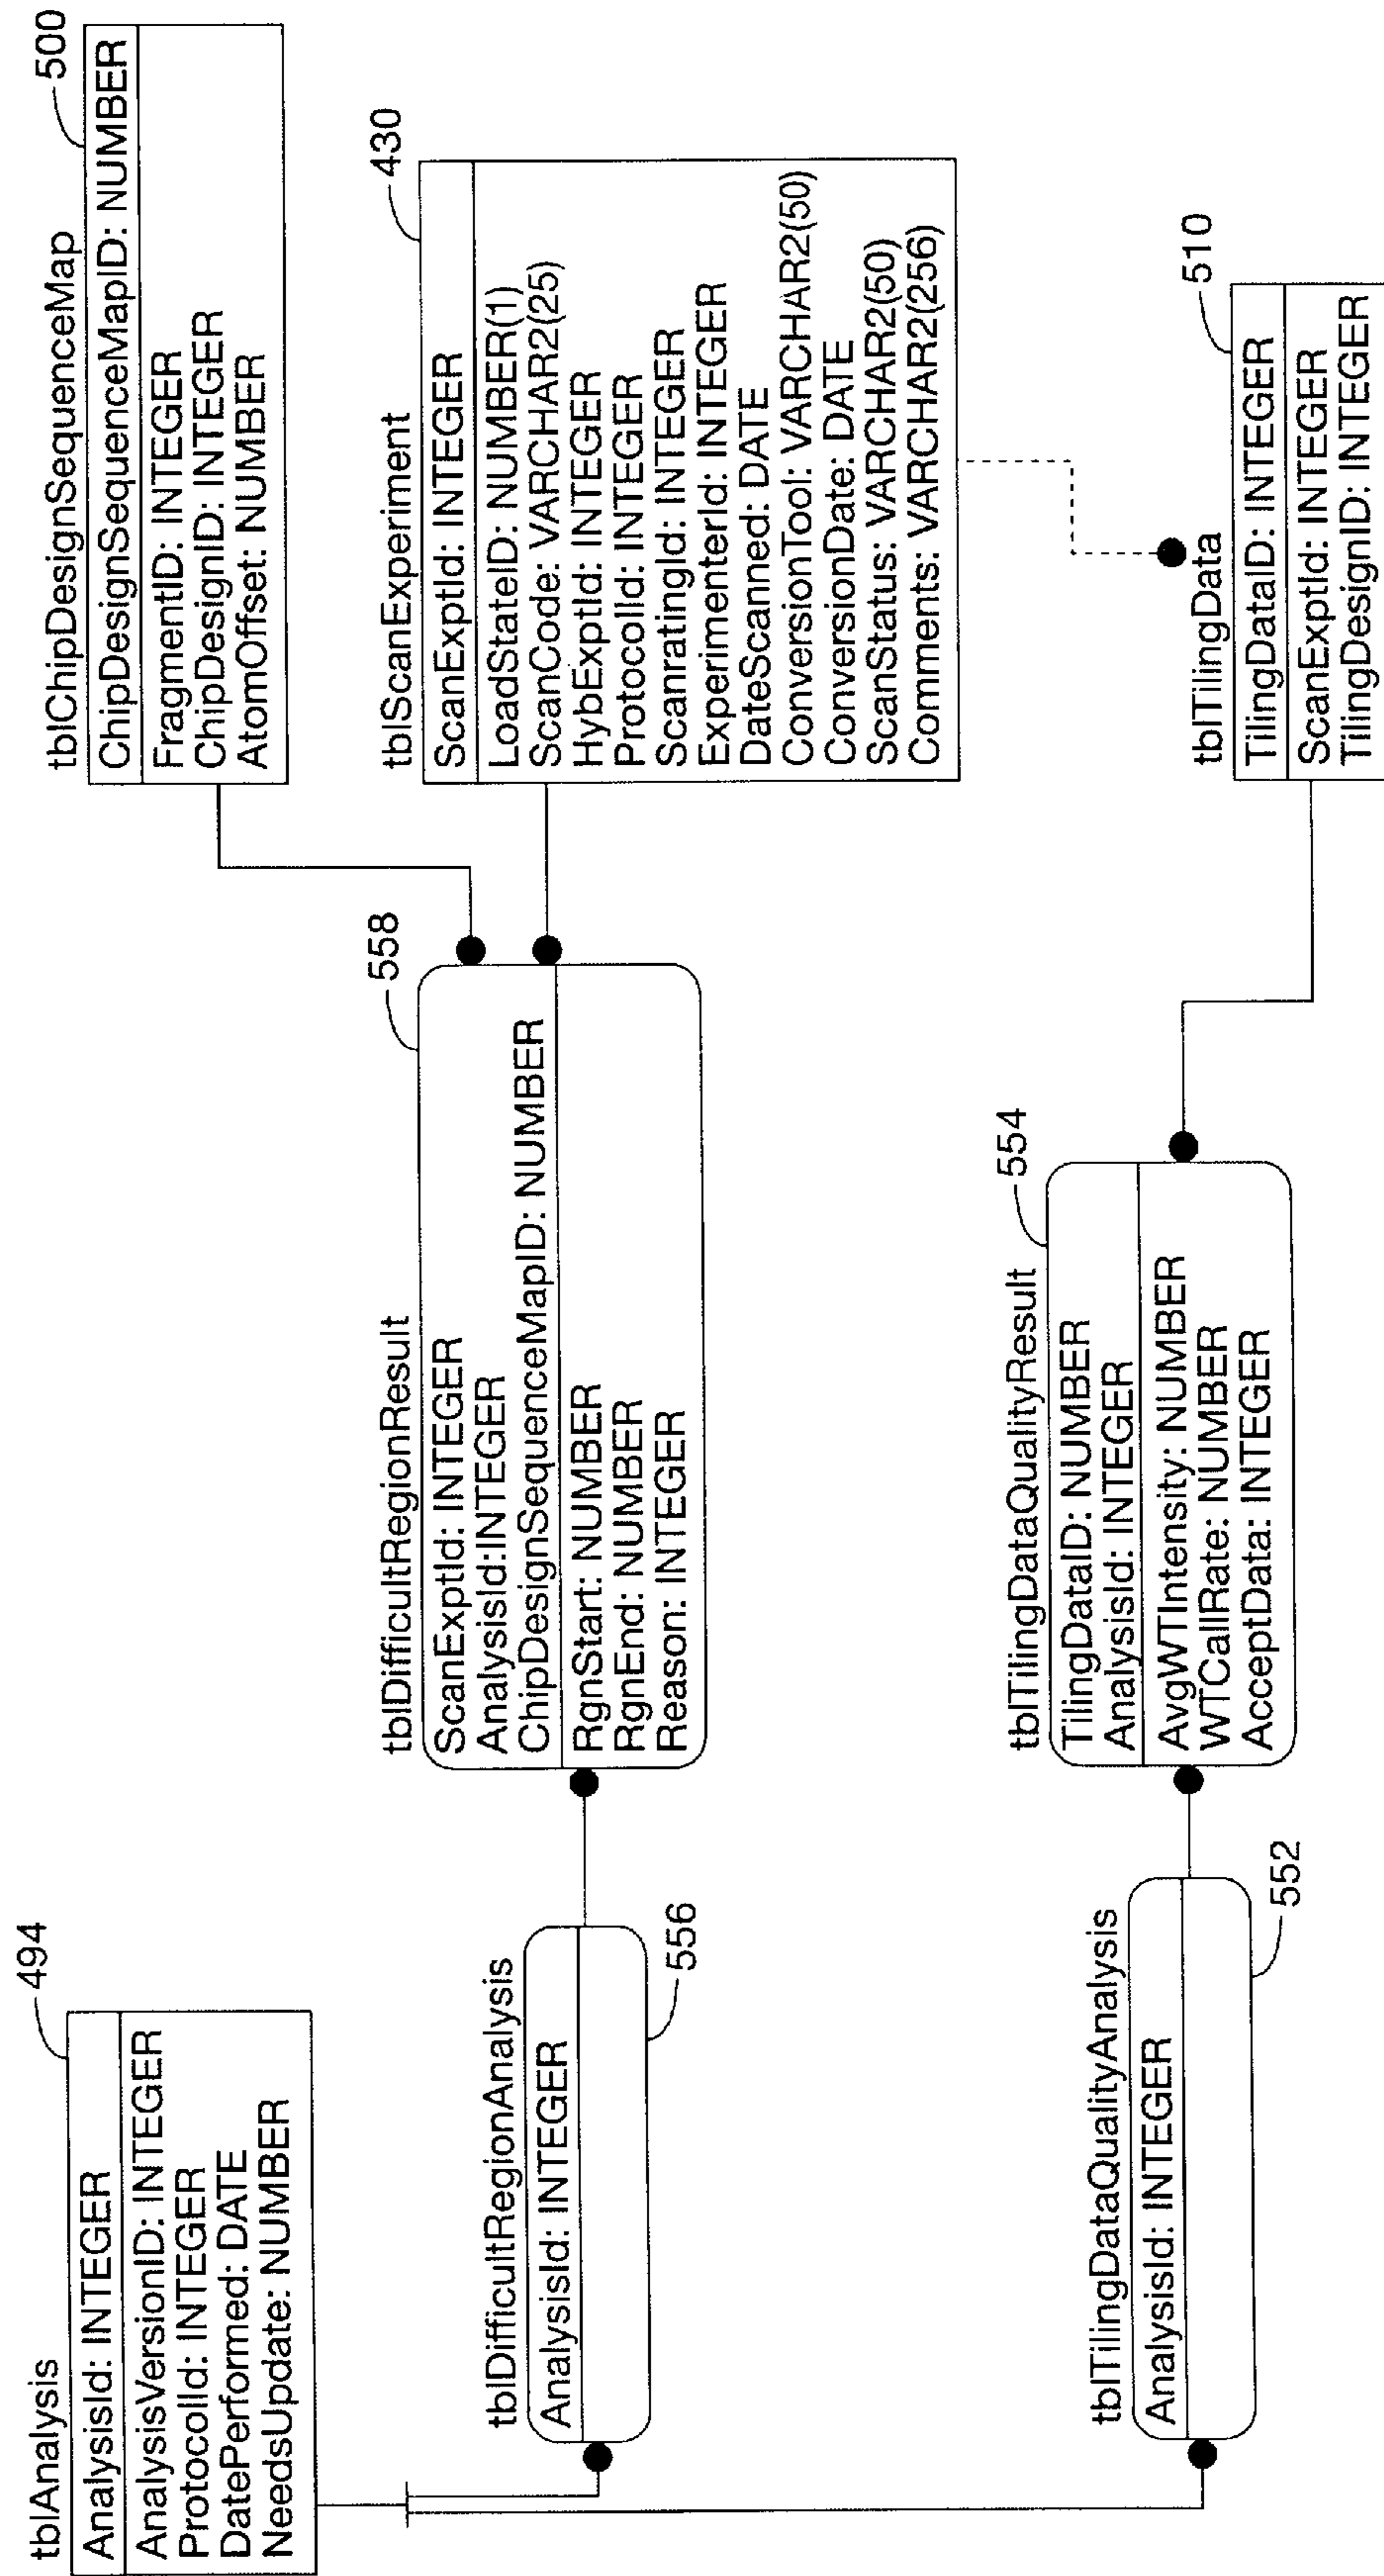 tblAnalysis
494
AnalysisId: INTEGER
AnalysisVersionID: INTEGER
ProtocolId: INTEGER
DatePerformed: DATE
NeedsUpdate: NUMBER
tblDifficultRegionAnalysis
AnalysisId: INTEGER
556
tblTilingDataQualityAnalysis
AnalysisId: INTEGER
552
tblDifficultRegionResult
558
ScanExptId: INTEGER
AnalysisId:INTEGER
ChipDesignSequenceMapID: NUMBER
RgnStart: NUMBER
RgnEnd: NUMBER
Reason: INTEGER
tblTilingDataQualityResult
554
TilingDataID: NUMBER
AnalysisId: INTEGER
AvgWTIntensity: NUMBER
WTCallRate: NUMBER
AcceptData: INTEGER
tblChipDesignSequenceMap
500
ChipDesignSequenceMapID: NUMBER
FragmentID: INTEGER
ChipDesignID: INTEGER
AtomOffset: NUMBER
tblScanExperiment
430
ScanExptId: INTEGER
LoadStateID: NUMBER(1)
ScanCode: VARCHAR2(25)
HybExptId: INTEGER
ProtocolId: INTEGER
ScanratingId: INTEGER
ExperimenterId: INTEGER
DateScanned: DATE
ConversionTool: VARCHAR2(50)
ConversionDate: DATE
ScanStatus: VARCHAR2(50)
Comments: VARCHAR2(256)
tblTilingData
510
TilingDataID: INTEGER
ScanExptId: INTEGER
TilingDesignID: INTEGER